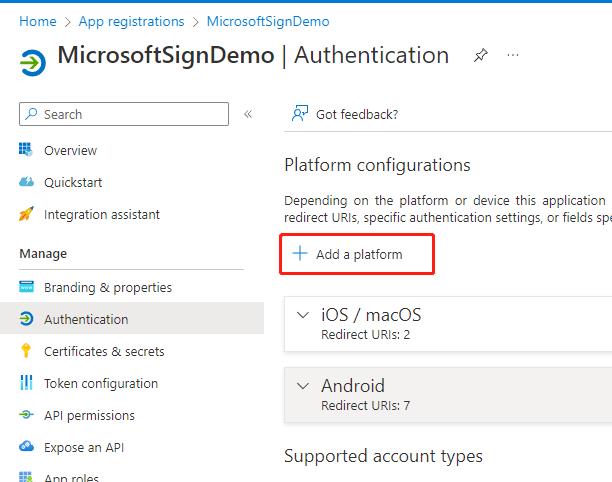 Home > App registrations > MicrosoftSignDemo
MicrosoftSignDemo | Authentication ...
Search
«
Got feedback?
Overview
Quickstart
Integration assistant
Manage
Branding & properties
Authentication
Certificates & secrets
Token configuration
API permissions
Expose an API
App roles
Platform configurations
Depending on the platform or device this application
redirect URIs, specific authentication settings, or fields spe
+ Add a platform
iOS / macOS
Redirect URIs: 2
Android
Redirect URIs: 7
Supported account types